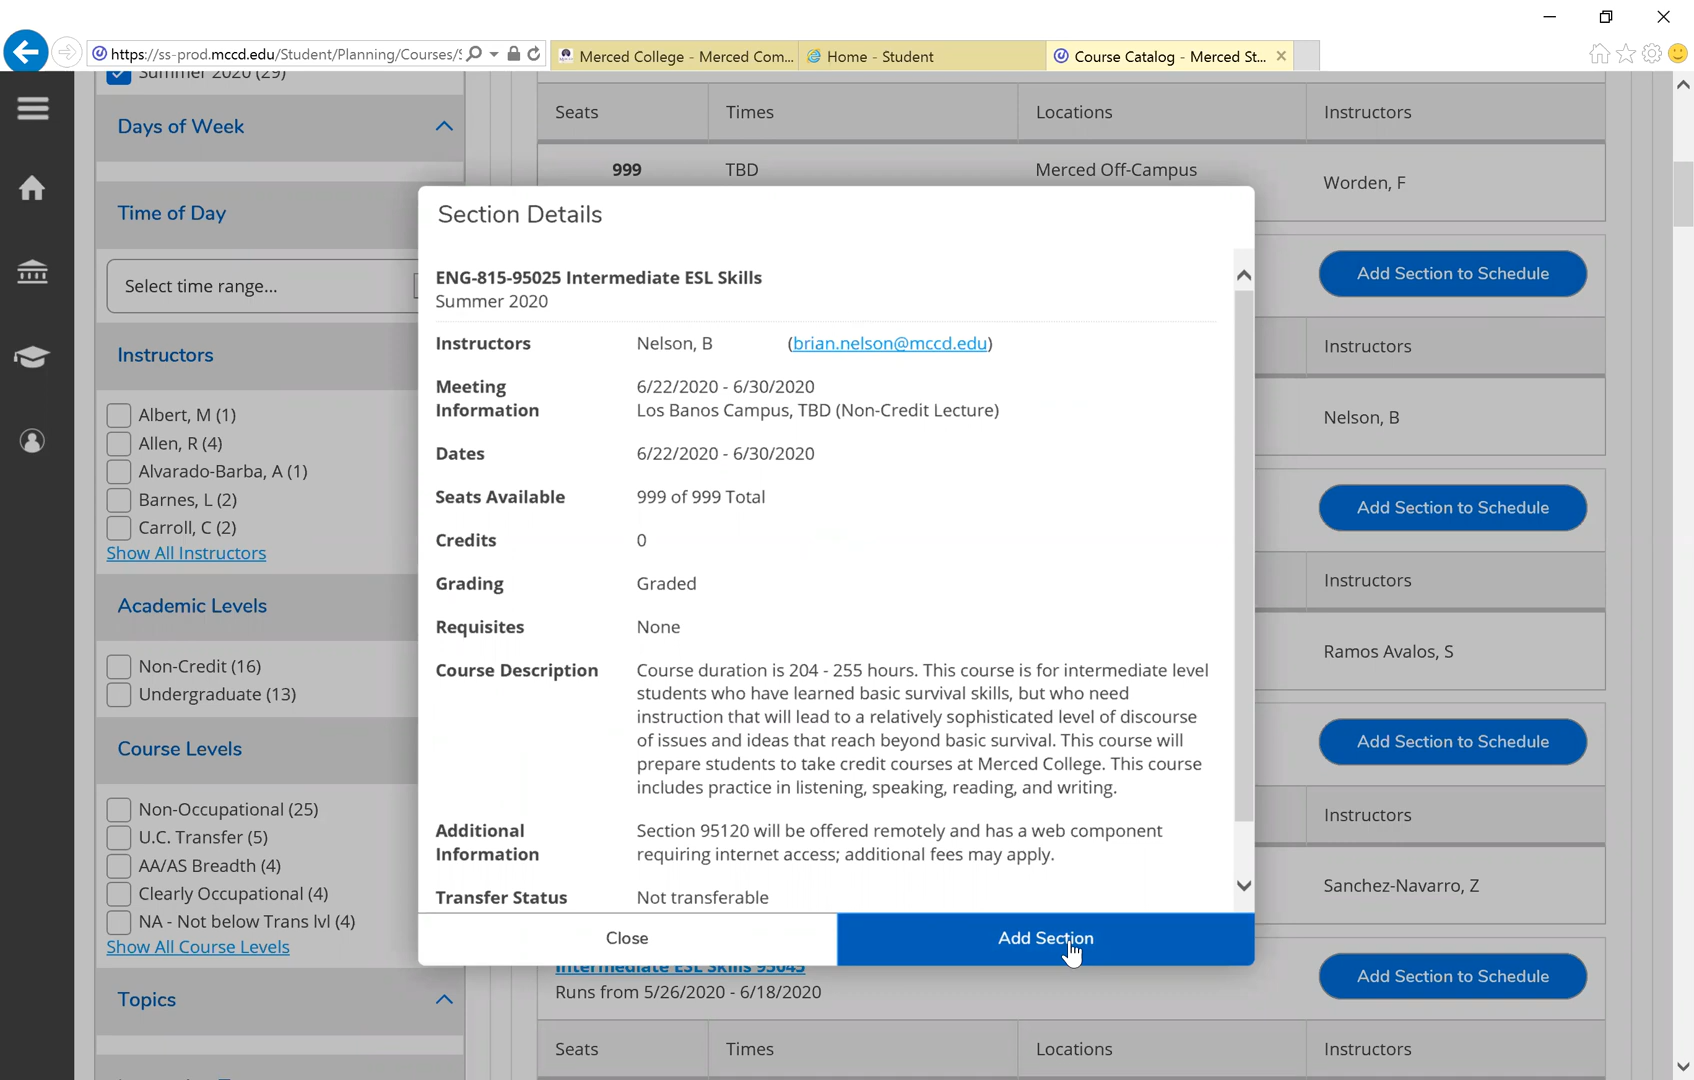 https://ss-prod.mccd.edu/Student/Planning/Courses/S
Merced College - Merced Com...
Home - Student
Course Catalog - Merced St...
Summer 2020 (29)
Days of Week
Time of Day
Select time range...
Instructors
Albert, M (1)
Allen, R (4)
Alvarado-Barba, A (1)
Barnes, L (2)
Carroll, C (2)
Show All Instructors
Academic Levels
Non-Credit (16)
Undergraduate (13)
Course Levels
Non-Occupational (25)
U.C. Transfer (5)
AA/AS Breadth (4)
Clearly Occupational (4)
NA - Not below Trans lvl (4)
Show All Course Levels
Topics
Seats Times Locations Instructors
999 TBD Merced Off-Campus Worden, F
Section Details
ENG-815-95025 Intermediate ESL Skills
Summer 2020
Instructors Nelson, B (brian.nelson@mccd.edu)
Meeting 6/22/2020 - 6/30/2020
Information Los Banos Campus, TBD (Non-Credit Lecture)
Dates 6/22/2020 - 6/30/2020
Seats Available 999 of 999 Total
Credits 0
Grading Graded
Requisites None
Course Description Course duration is 204 - 255 hours. This course is for intermediate level
students who have learned basic survival skills, but who need
instruction that will lead to a relatively sophisticated level of discourse
of issues and ideas that reach beyond basic survival. This course will
prepare students to take credit courses at Merced College. This course
includes practice in listening, speaking, reading, and writing.
Additional Section 95120 will be offered remotely and has a web component
Information requiring internet access; additional fees may apply.
Transfer Status Not transferable
Close Add Section
Add Section to Schedule
Instructors
Nelson, B
Add Section to Schedule
Instructors
Ramos Avalos, S
Add Section to Schedule
Instructors
Sanchez-Navarro, Z
Intermediate ESL Skills 95045
Runs from 5/26/2020 - 6/18/2020
Add Section to Schedule
Seats Times Locations Instructors